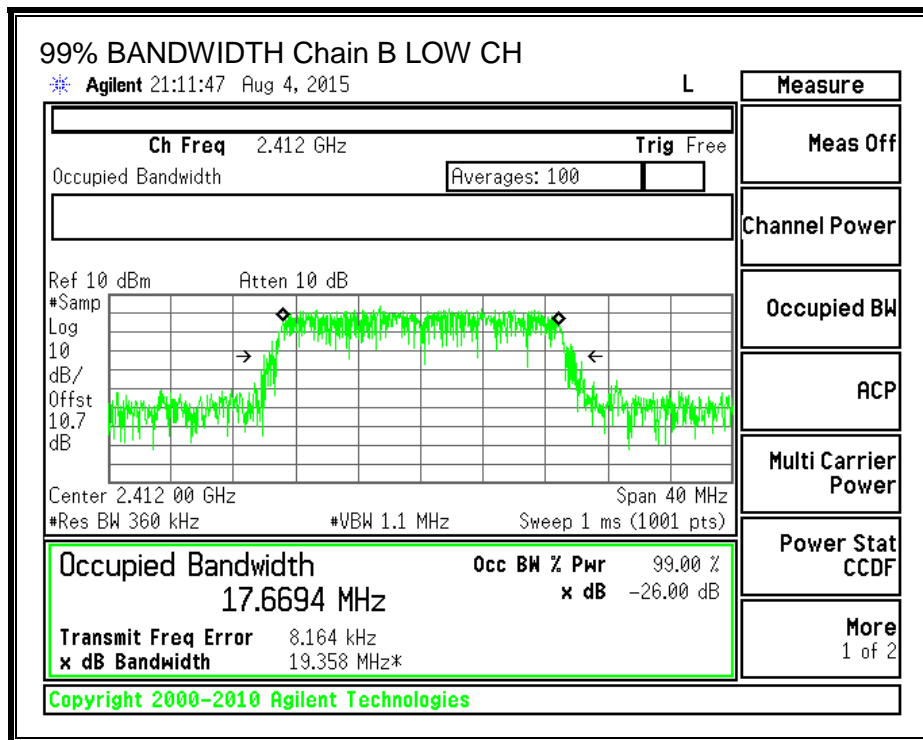 99% BANDWIDTH Chain B LOW CH
Agilent 21:11:47 Aug 4, 2015 L
Measure
Ch Freq 2.412 GHz Trig Free
Meas Off
Occupied Bandwidth Averages: 100
Channel Power
Ref 10 dBm Atten 10 dB
#Samp
Log
10
dB/
Offst
10.7
dB
Occupied BW
ACP
Multi Carrier
Power
Center 2.412 00 GHz Span 40 MHz
#Res BW 360 kHz #VBW 1.1 MHz Sweep 1 ms (1001 pts)
Power Stat
CCDF
Occupied Bandwidth Occ BW % Pwr 99.00 %
17.6694 MHz x dB -26.00 dB
Transmit Freq Error 8.164 kHz
x dB Bandwidth 19.358 MHz*
More
1 of 2
Copyright 2000-2010 Agilent Technologies